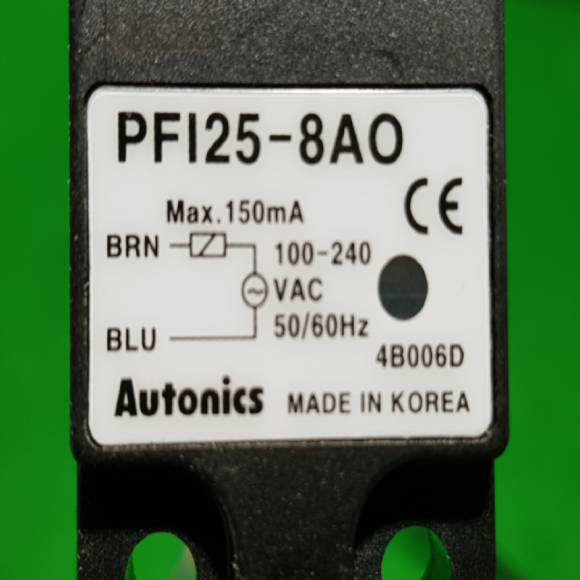 PFI25-8AO
CE
Max.150mA
BRN
100-240
VAC
50/60Hz
BLU
4B006D
Autonics MADE IN KOREA